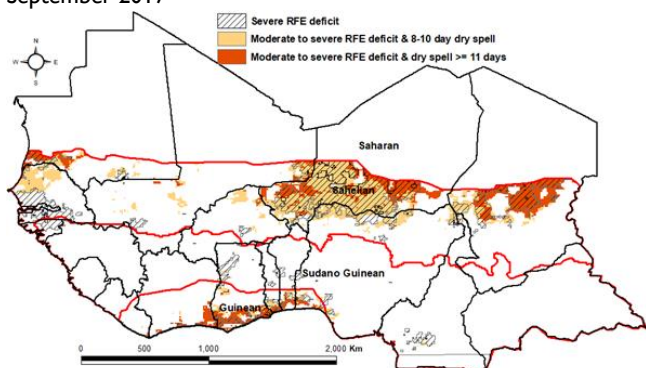 September 2017
Severe RFE deficit
Moderate to severe RFE deficit & 8-10 day dry spell
Moderate to severe RFE deficit & dry spell >= 11 days
N
W E
S
Saharan
Sahelian
Sudano Guinean
Guinean
0 500 1,000 2,000 Km